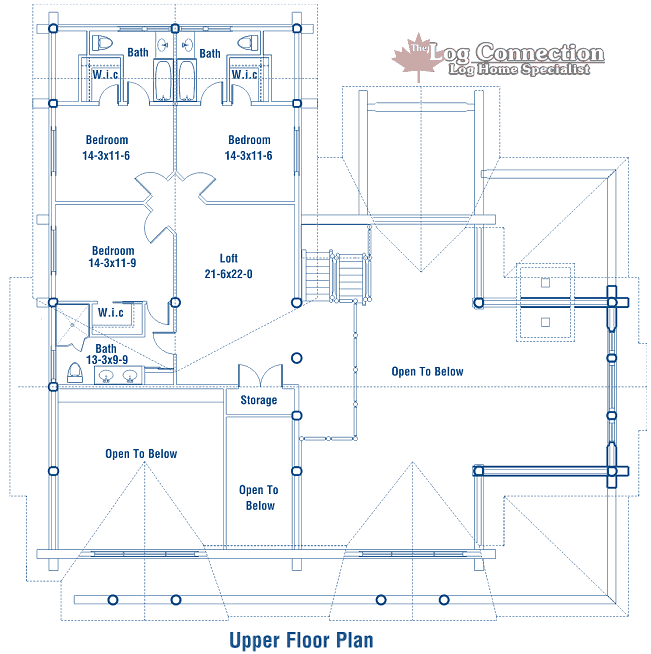 The Log Connection
Log Home Specialist
Bath
Bath
W.i.c
W.i.c
Bedroom
14-3x11-6
Bedroom
14-3x11-6
Bedroom
14-3x11-9
Loft
21-6x22-0
W.i.c
Bath
13-3x9-9
Open To Below
Storage
Open To Below
Open To
Below
Upper Floor Plan